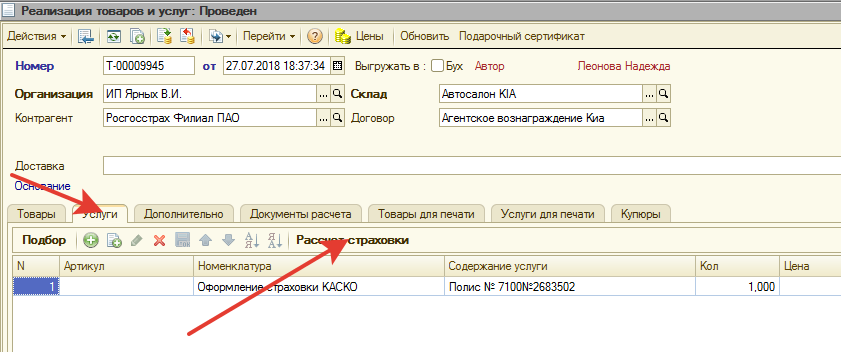 Реализация товаров и услуг: Проведен
Действия Перейти ? Цены Обновить Подарочный сертификат
Номер Т-00009945 от 27.07.2018 18:37:34 Выгружать в : Бух Автор Леонова Надежда
Организация ИП Ярных В.И. ... Склад Автосалон KIA ...
Контрагент Росгосстрах Филиал ПАО ... Договор Агентское вознаграждение Киа ...
Доставка
Основание
Товары Услуги Дополнительно Документы расчета Товары для печати Услуги для печати Купюры
Подбор Рассчет страховки
N Артикул Номенклатура Содержание услуги Кол Цена
1 Оформление страховки КАСКО Полис № 7100№2683502 1,000